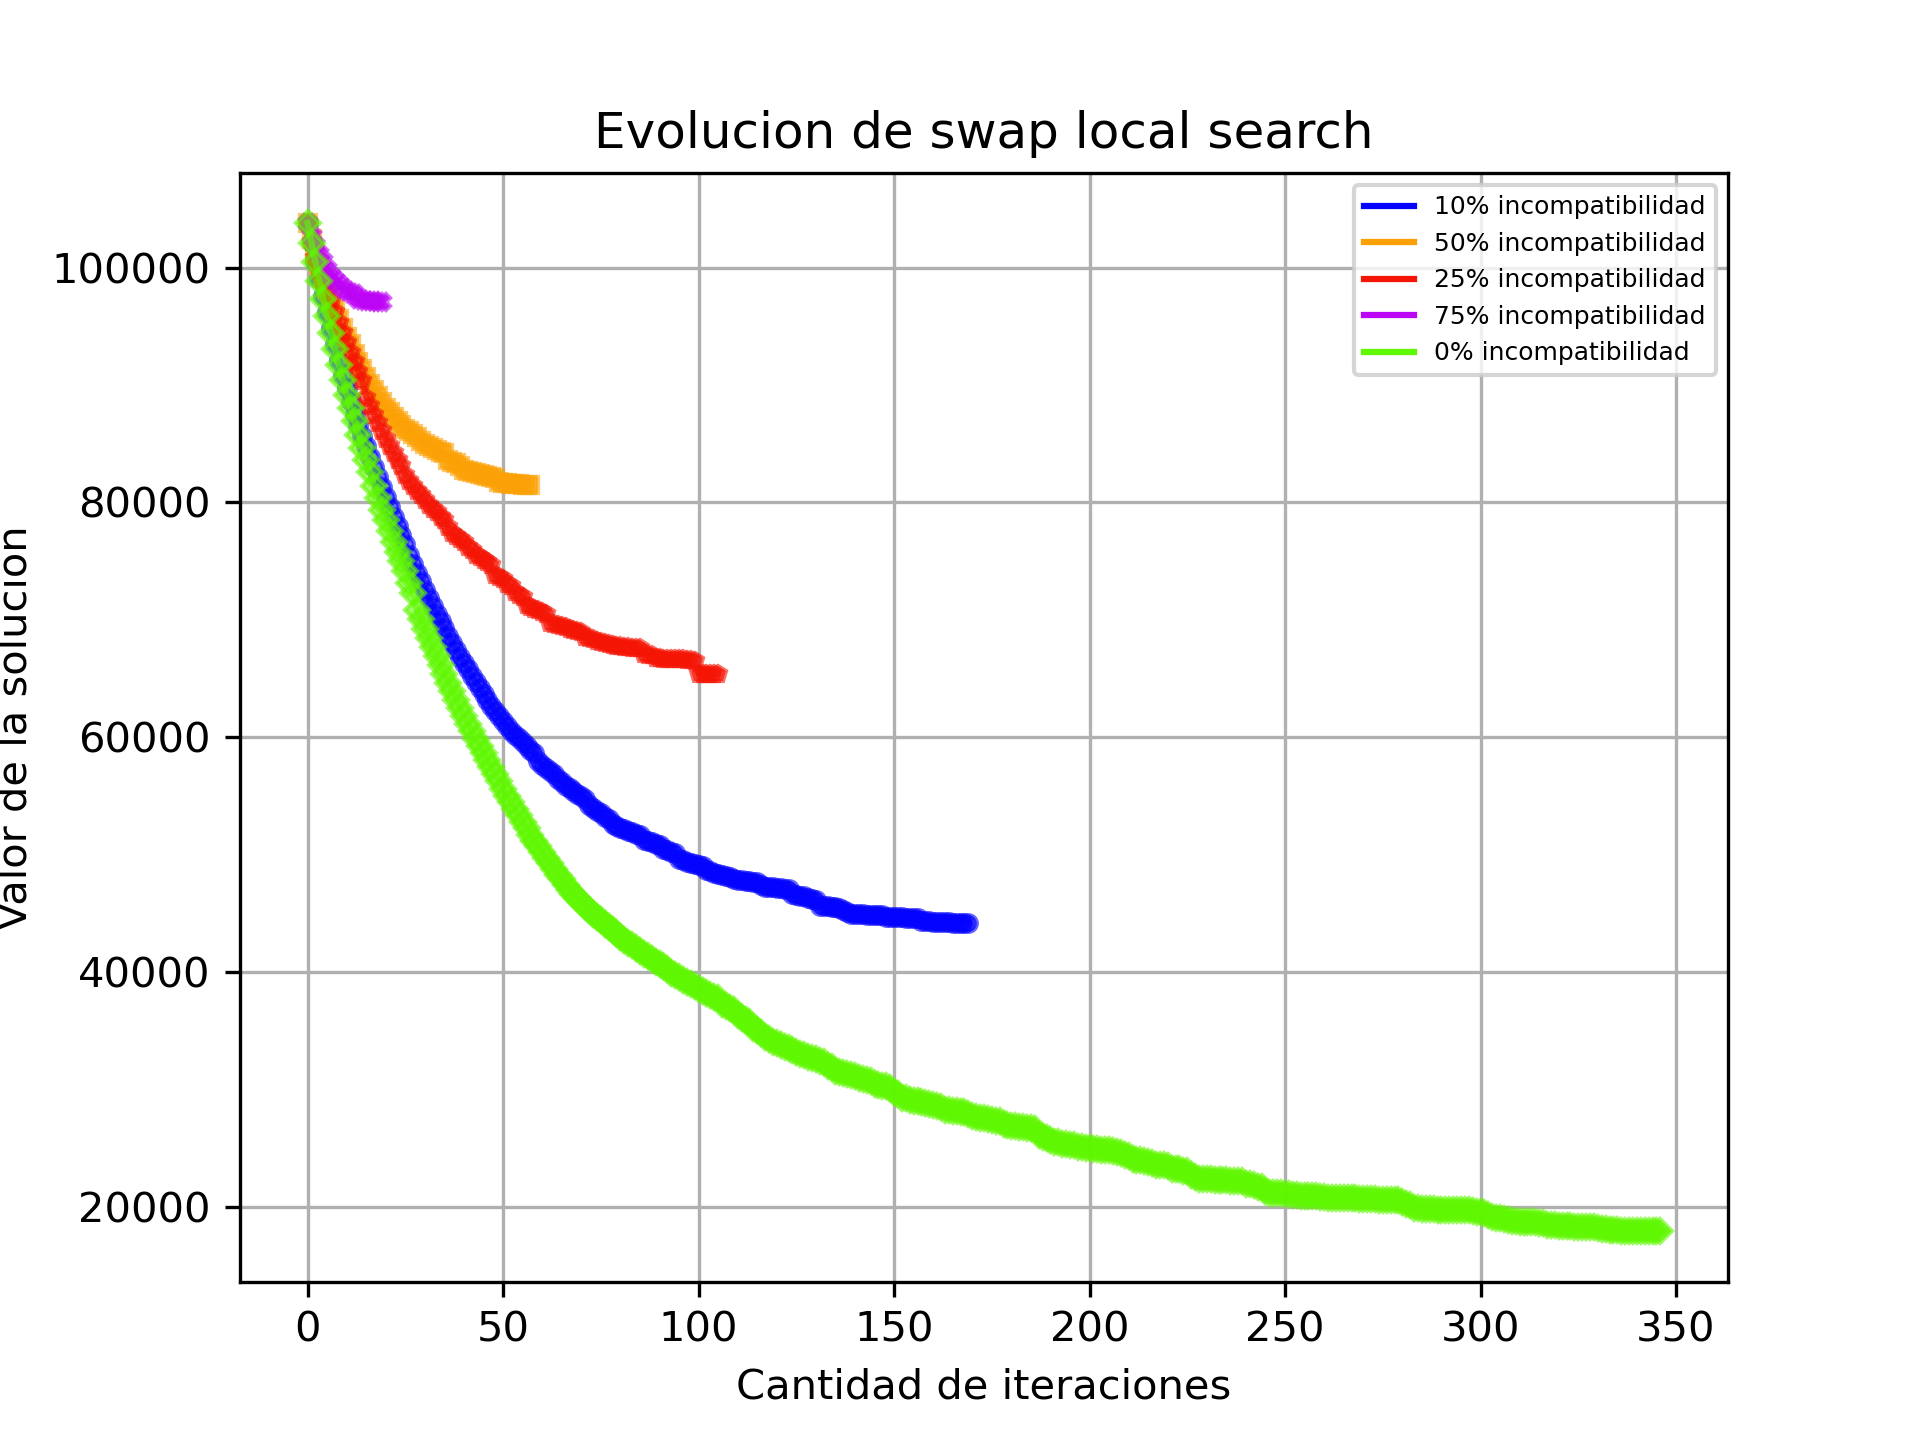 Evolucion de swap local search
10% incompatibilidad
50% incompatibilidad
25% incompatibilidad
75% incompatibilidad
0% incompatibilidad
100000
80000
60000
40000
20000
Valor de la solucion
0 50 100 150 200 250 300 350
Cantidad de iteraciones